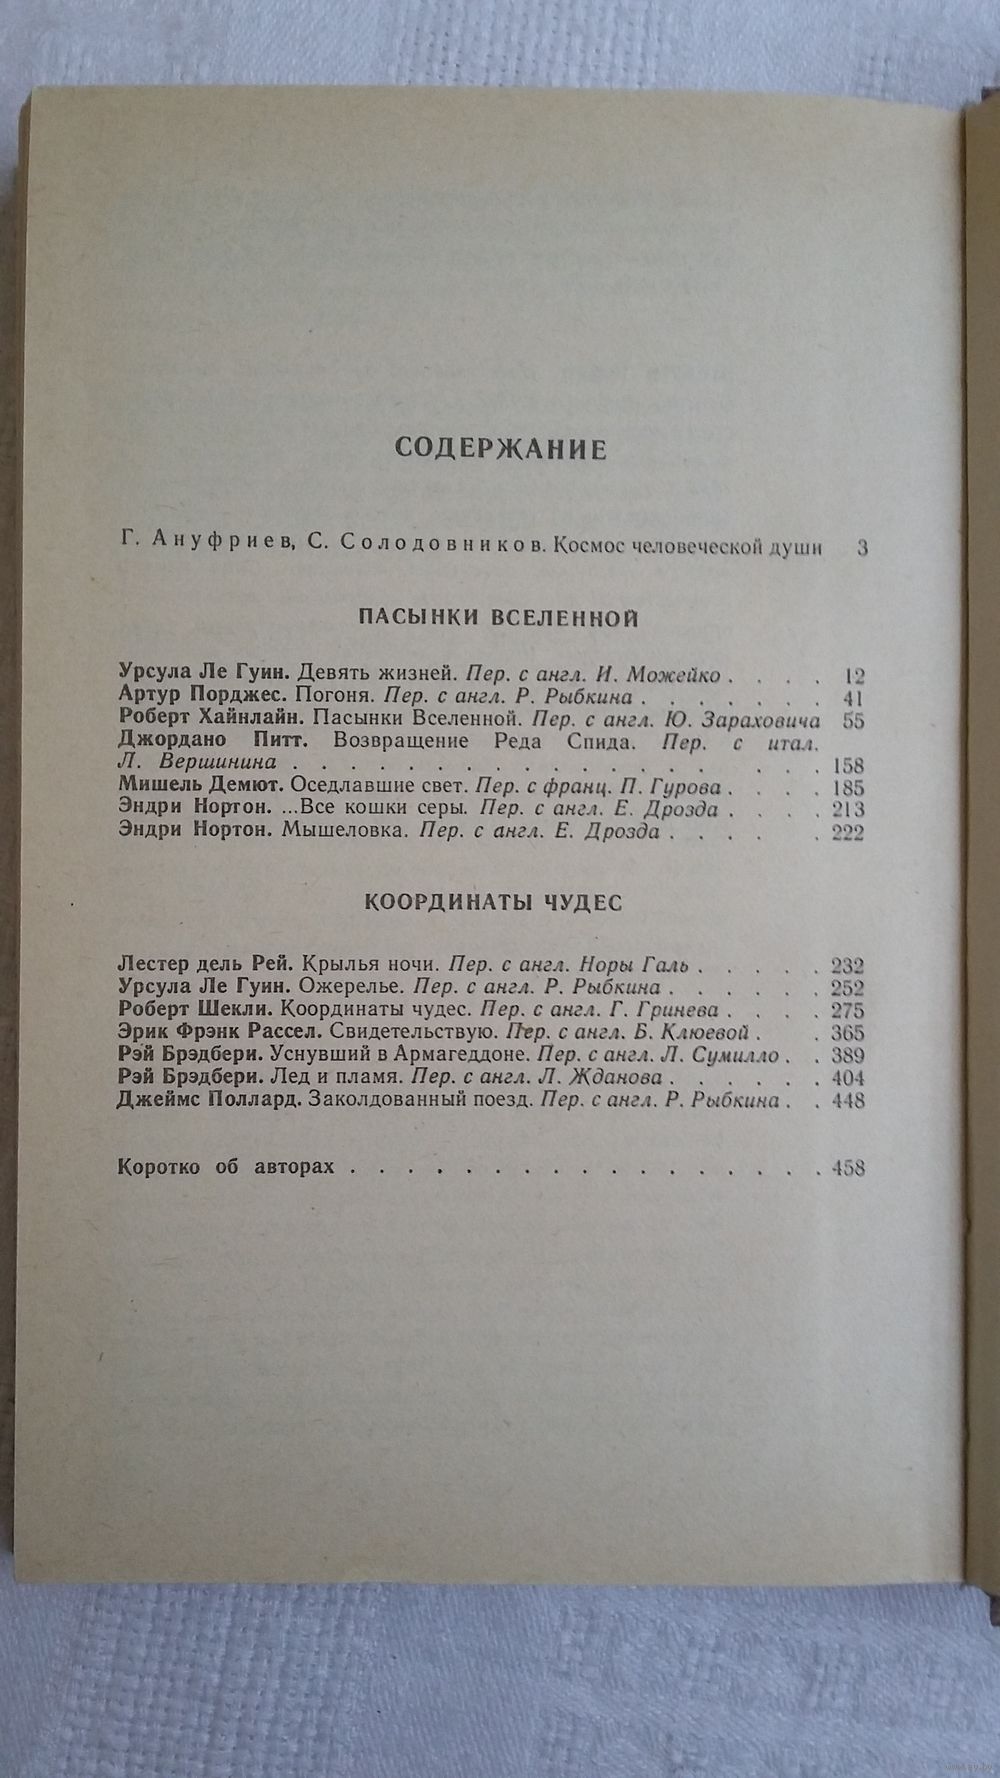 СОДЕРЖАНИЕ
Г. Ануфриев, С. Солодовников. Космос человеческой души 3
ПАСЫНКИ ВСЕЛЕННОЙ
Урсула Ле Гуин. Девять жизней. Пер. с англ. И. Можейко . . . . 12
Артур Порджес. Погоня. Пер. с англ. Р. Рыбкина . . . . . . . 41
Роберт Хайнлайн. Пасынки Вселенной. Пер. с англ. Ю. Зараховича 55
Джордано Питт. Возвращение Реда Спида. Пер. с итал.
Л. Вершинина . . . . . . . . . . . . . . . . . . 158
Мишель Демют. Оседлавшие свет. Пер. с франц. П. Гурова . . . . 185
Эндри Нортон. ...Все кошки серы. Пер. с англ. Е. Дрозда . . . . 213
Эндри Нортон. Мышеловка. Пер. с англ. Е. Дрозда . . . . . 222
КООРДИНАТЫ ЧУДЕС
Лестер дель Рей. Крылья ночи. Пер. с англ. Норы Галь . . . . . 232
Урсула Ле Гуин. Ожерелье. Пер. с англ. Р. Рыбкина . . . . . . 252
Роберт Шекли. Координаты чудес. Пер. с англ. Г. Гринева . . . . 275
Эрик Фрэнк Рассел. Свидетельствую. Пер. с англ. Б. Клюевой . . 365
Рэй Брэдбери. Уснувший в Армагеддоне. Пер. с англ. Л. Сумилло . . 389
Рэй Брэдбери. Лед и пламя. Пер. с англ. Л. Жданова . . . . . . 404
Джеймс Поллард. Заколдованный поезд. Пер. с англ. Р. Рыбкина . . 448
Коротко об авторах . . . . . . . . . . . . . . . . . 458